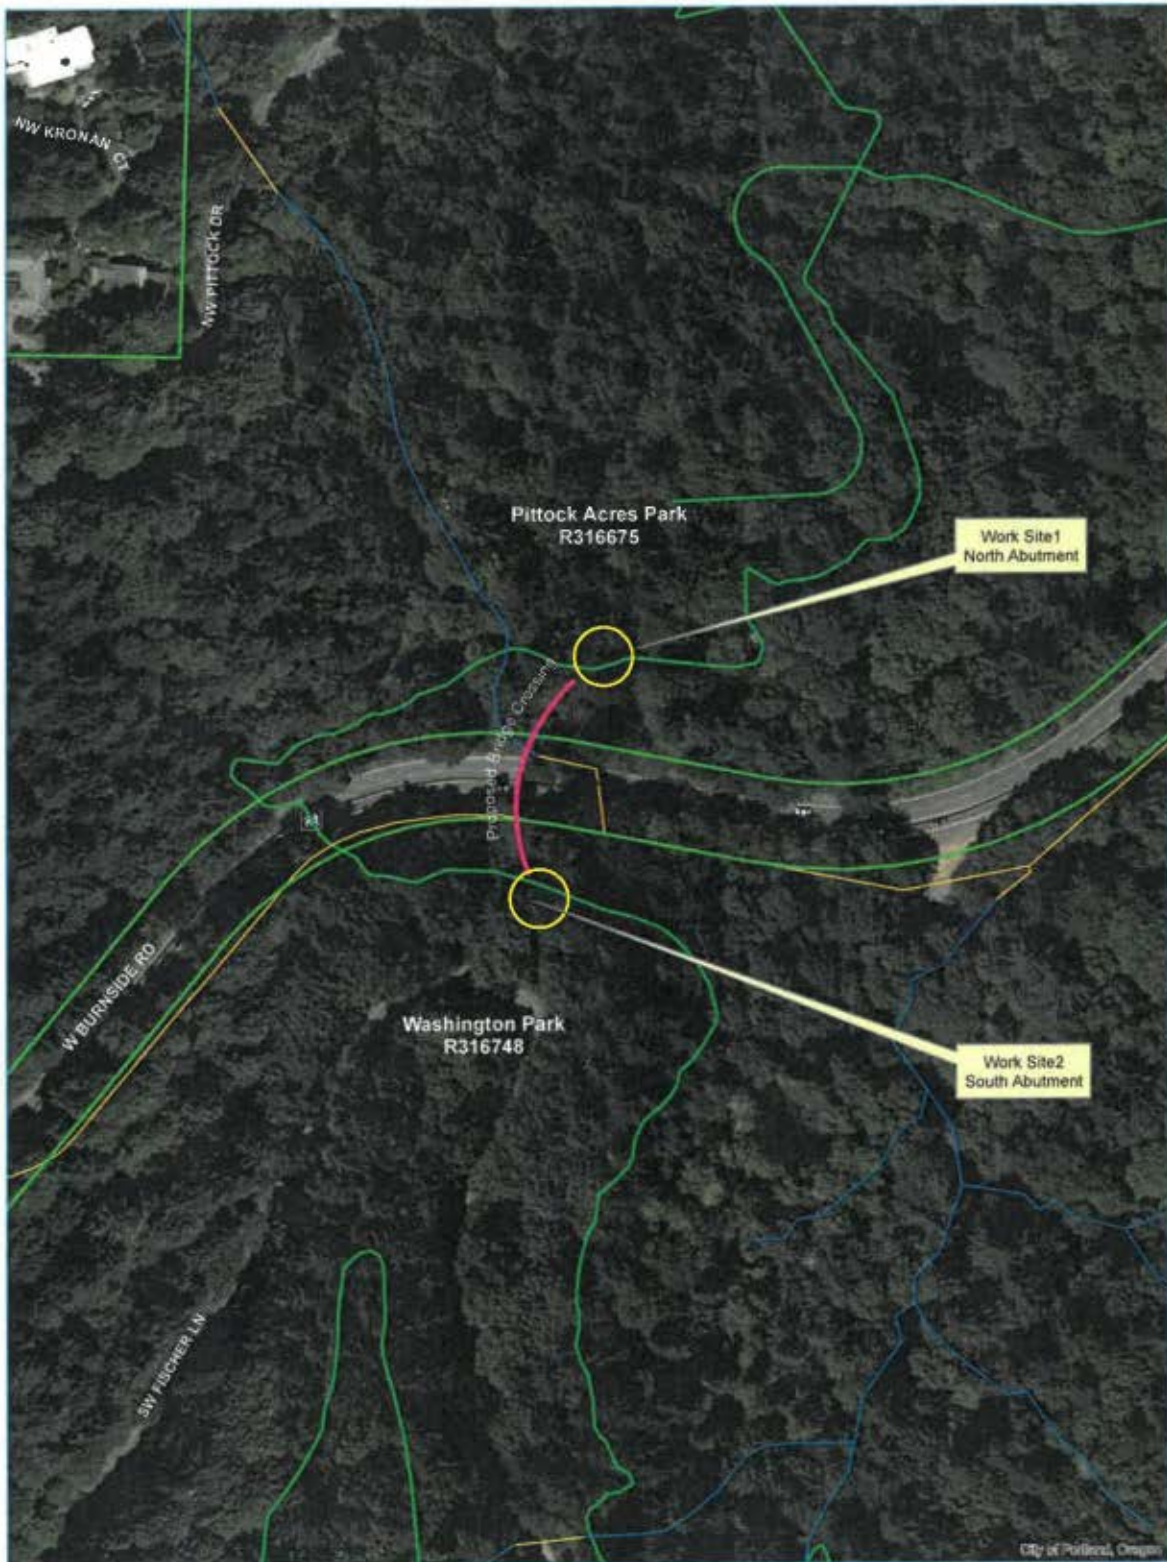 NW KRONAN CT
NW PITTOCK DR
Pittock Acres Park
R316675
Work Site1
North Abutment
Proposed Bridge Crossing
W BURNSIDE RD
Washington Park
R316748
Work Site2
South Abutment
SW FISCHER LN
City of Portland, Oregon